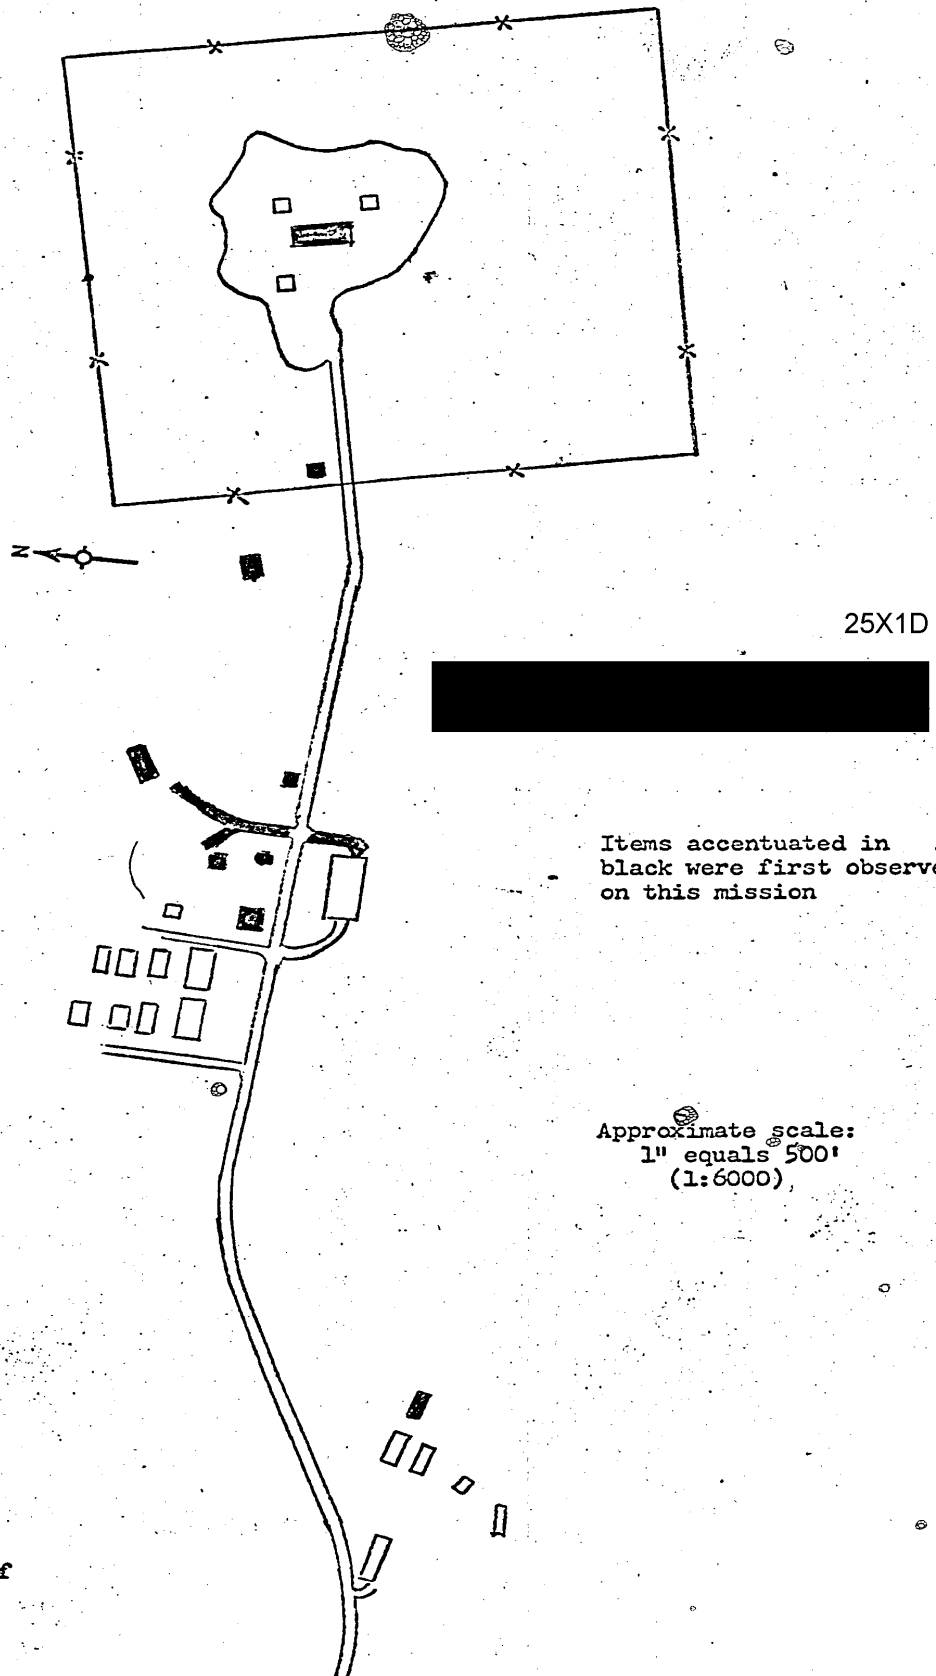 N
25X1D
Items accentuated in
black were first observe
on this mission
Approximate scale:
1" equals 500'
(1:6000)
f